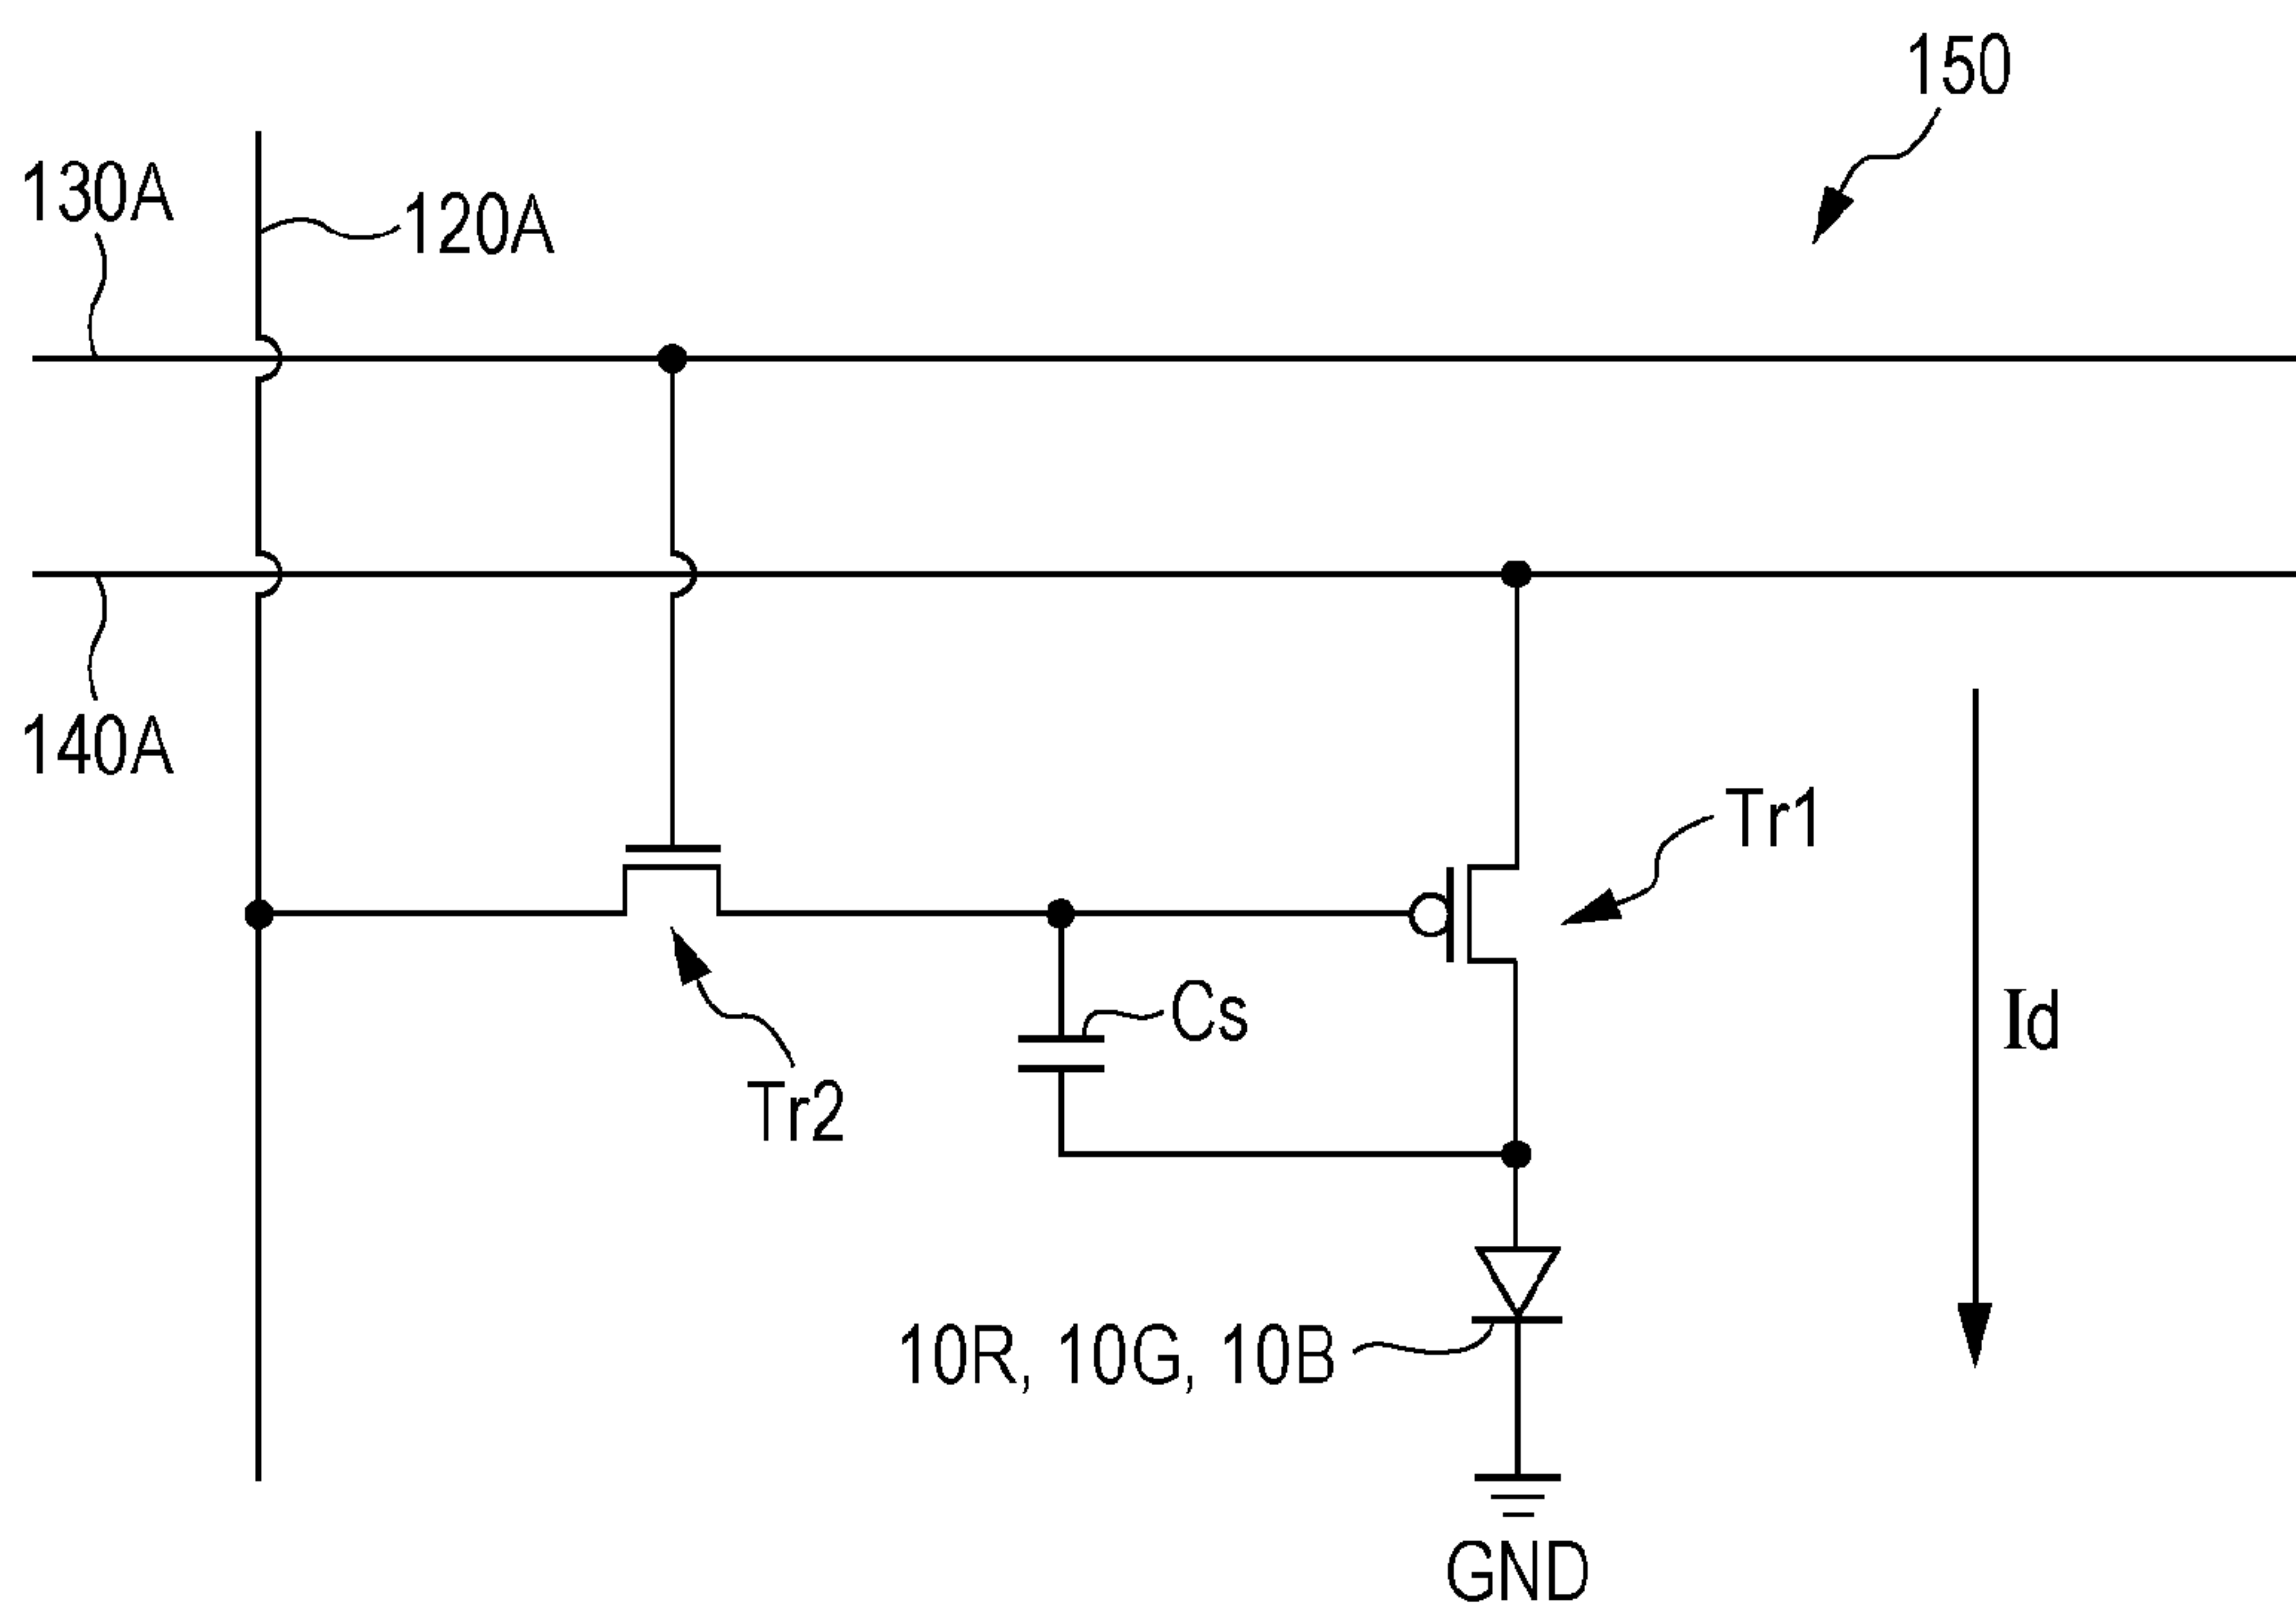 150
130A
120A
140A
Tr1
Cs
Id
Tr2
10R, 10G, 10B
GND